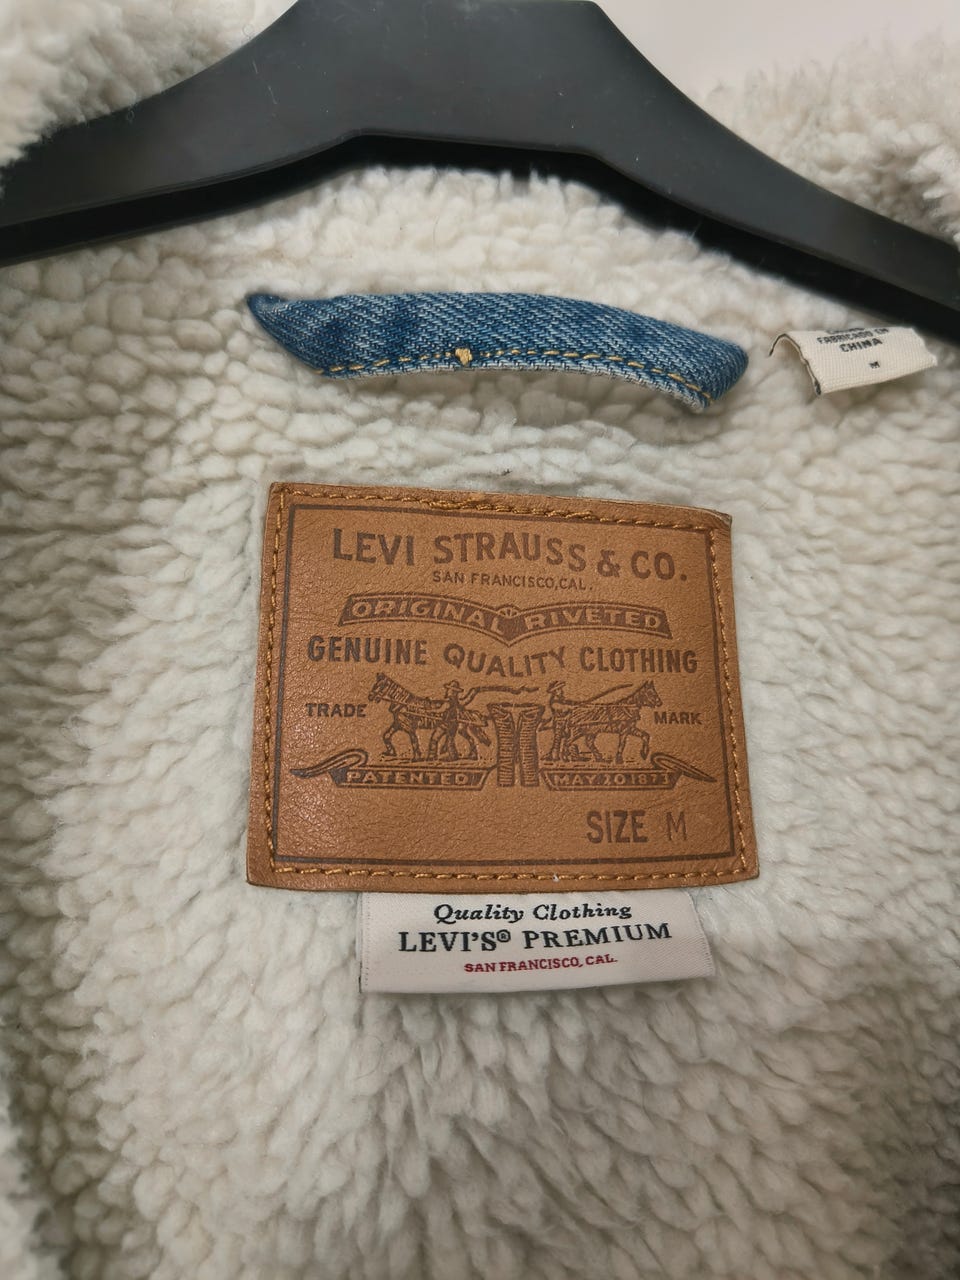 FABRICADO EN
CHINA
M
LEVI STRAUSS & CO.
SAN FRANCISCO, CAL.
ORIGINAL RIVETED
GENUINE QUALITY CLOTHING
TRADE MARK
PATENTED MAY 20 1873
SIZE M
Quality Clothing
LEVI'S® PREMIUM
SAN FRANCISCO, CAL.